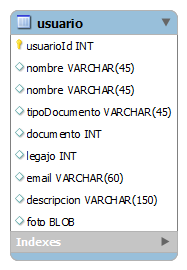 usuario
usuarioId INT
nombre VARCHAR(45)
nombre VARCHAR(45)
tipoDocumento VARCHAR(45)
documento INT
legajo INT
email VARCHAR(60)
descripcion VARCHAR(150)
foto BLOB
Indexes